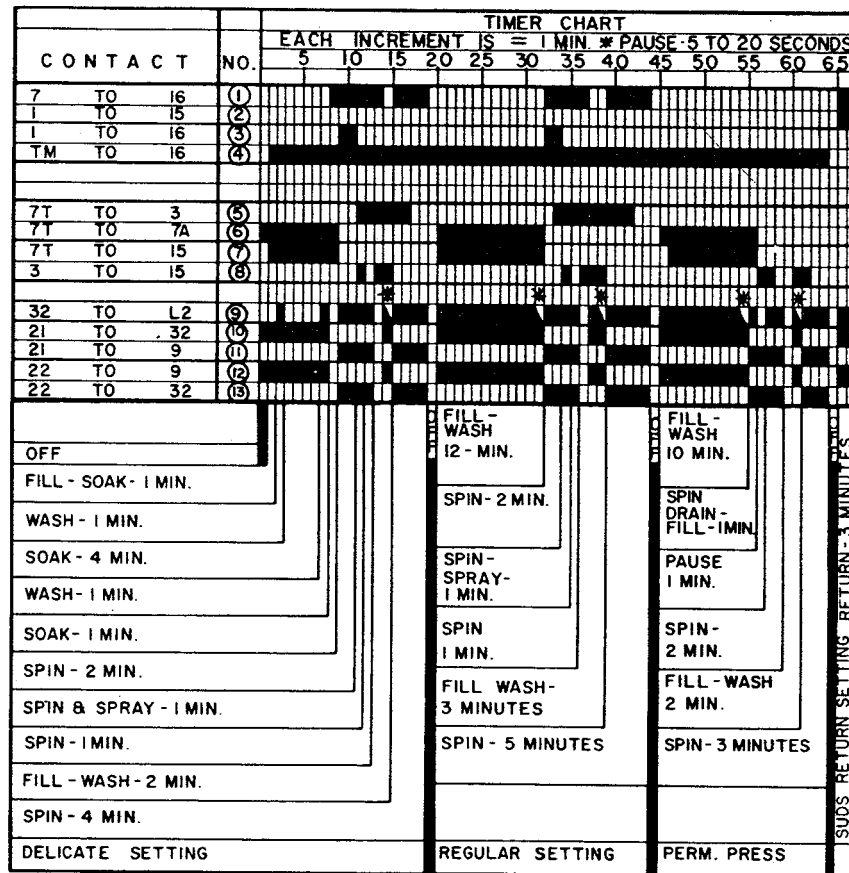 TIMER CHART
EACH INCREMENT IS = 1 MIN. * PAUSE-5 TO 20 SECONDS
CONTACT NO. 5 10 15 20 25 30 35 40 45 50 55 60 65
7 TO 16 ①
1 TO 15 ②
1 TO 16 ③
TM TO 16 ④
7T TO 3 ⑤
7T TO 7A ⑥
7T TO 15 ⑦
3 TO 15 ⑧
* * * * *
32 TO L2 ⑨
21 TO 32 ⑩
21 TO 9 ⑪
22 TO 9 ⑫
22 TO 32 ⑬
OFF
FILL - SOAK - 1 MIN.
WASH - 1 MIN.
SOAK - 4 MIN.
WASH - 1 MIN.
SOAK - 1 MIN.
SPIN - 2 MIN.
SPIN & SPRAY - 1 MIN.
SPIN - 1 MIN.
FILL - WASH - 2 MIN.
SPIN - 4 MIN.
DELICATE SETTING
OFF
FILL -
WASH
12 - MIN.
SPIN - 2 MIN.
SPIN -
SPRAY -
1 MIN.
SPIN
1 MIN.
FILL WASH-
3 MINUTES
SPIN - 5 MINUTES
REGULAR SETTING
OFF
FILL -
WASH
10 MIN.
SPIN
DRAIN -
FILL - 1 MIN.
PAUSE
1 MIN.
SPIN -
2 MIN.
FILL - WASH
2 MIN.
SPIN - 3 MINUTES
PERM. PRESS
OFF
SUDS RETURN SETTING RETURN - 3 MINUTES